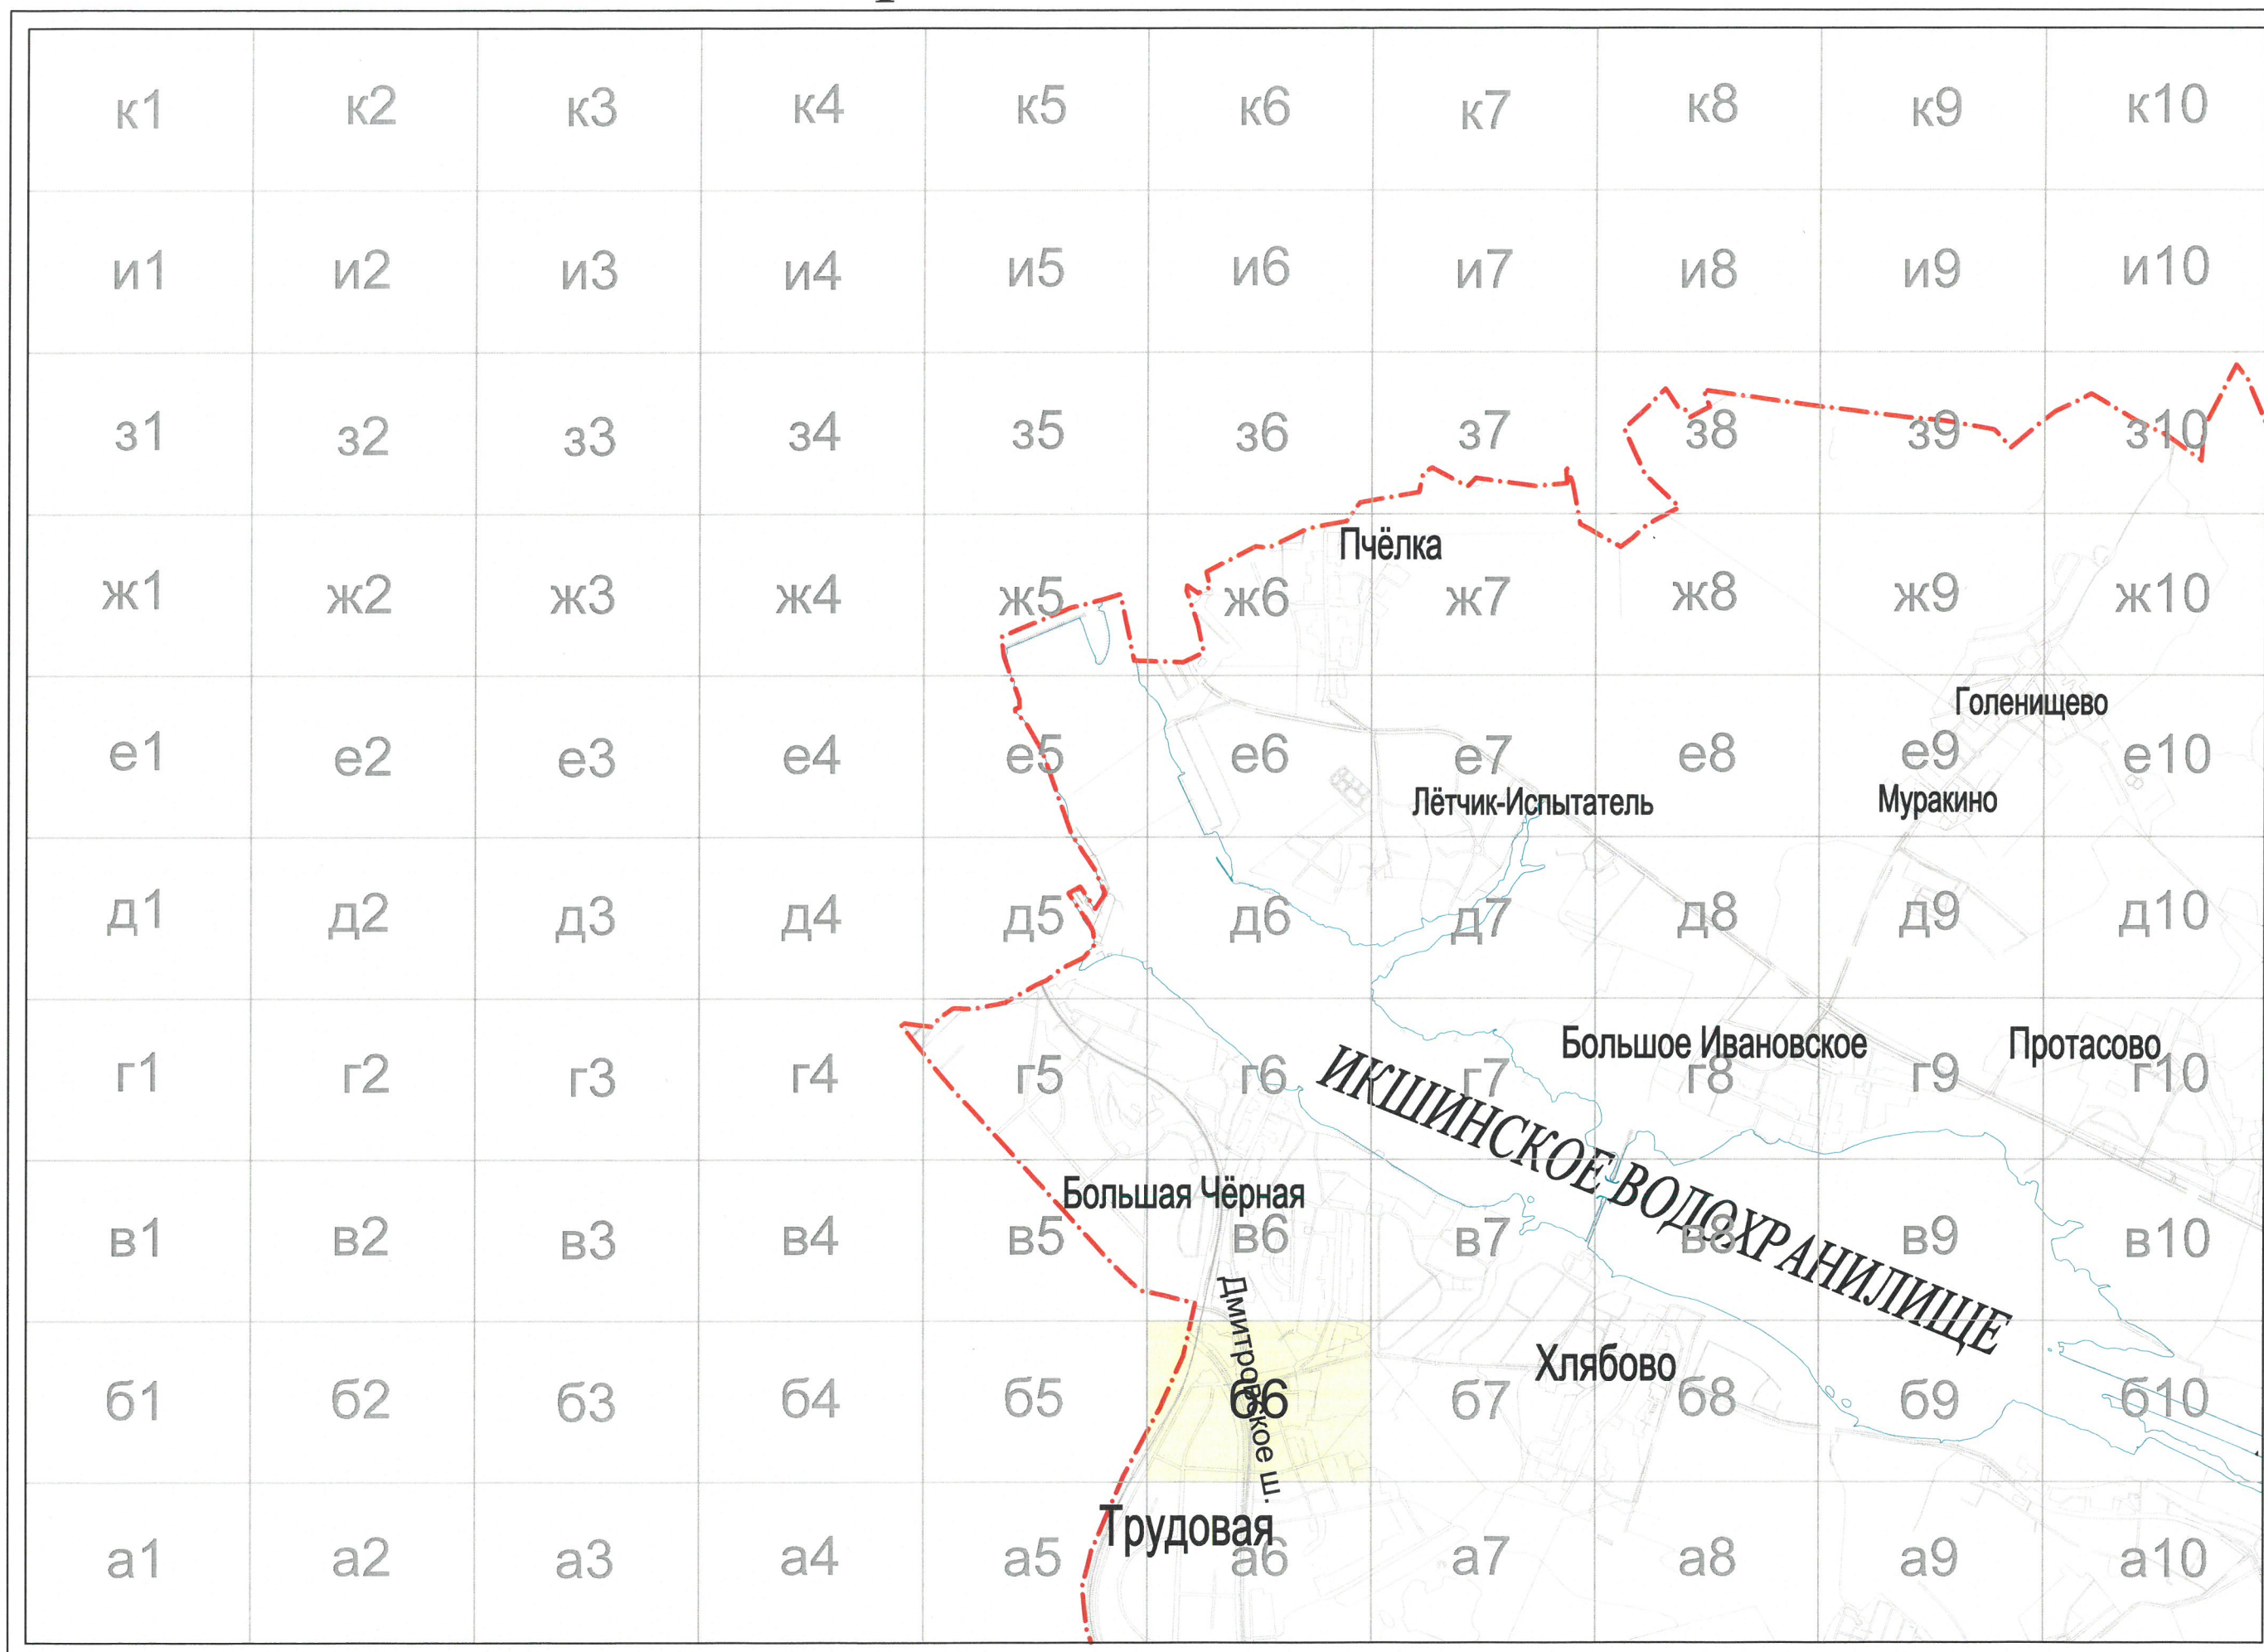 к1 к2 к3 к4 к5 к6 к7 к8 к9 к10
и1 и2 и3 и4 и5 и6 и7 и8 и9 и10
з1 з2 з3 з4 з5 з6 з7 з8 з9 з10
Пчёлка
ж1 ж2 ж3 ж4 ж5 ж6 ж7 ж8 ж9 ж10
Голенищево
е1 е2 е3 е4 е5 е6 е7 е8 е9 е10
Лётчик-Испытатель
Муракино
д1 д2 д3 д4 д5 д6 д7 д8 д9 д10
Большое Ивановское
Протасово
г1 г2 г3 г4 г5 г6 г7 г8 г9 г10
ИКШИНСКОЕ ВОДОХРАНИЛИЩЕ
Большая Чёрная
в1 в2 в3 в4 в5 в6 в7 в8 в9 в10
Дмитровское ш.
Хлябово
б1 б2 б3 б4 б5 б6 б7 б8 б9 б10
Трудовая
а1 а2 а3 а4 а5 а6 а7 а8 а9 а10